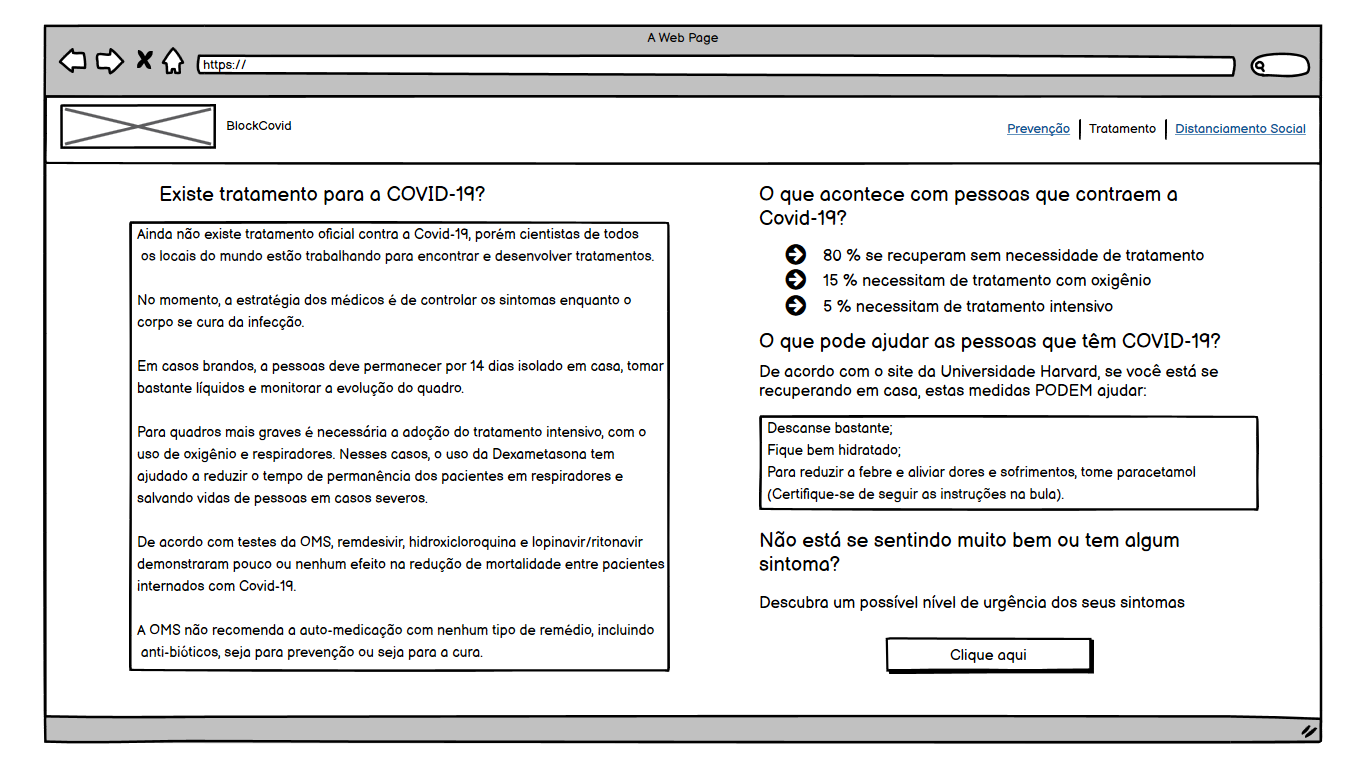 A Web Page
https://
BlockCovid
Prevenção | Tratamento | Distanciamento Social
Existe tratamento para a COVID-19?
Ainda não existe tratamento oficial contra a Covid-19, porém cientistas de todos
os locais do mundo estão trabalhando para encontrar e desenvolver tratamentos.
No momento, a estratégia dos médicos é de controlar os sintomas enquanto o
corpo se cura da infecção.
Em casos brandos, a pessoas deve permanecer por 14 dias isolado em casa, tomar
bastante líquidos e monitorar a evolução do quadro.
Para quadros mais graves é necessária a adoção do tratamento intensivo, com o
uso de oxigênio e respiradores. Nesses casos, o uso da Dexametasona tem
ajudado a reduzir o tempo de permanência dos pacientes em respiradores e
salvando vidas de pessoas em casos severos.
De acordo com testes da OMS, remdesivir, hidroxicloroquina e lopinavir/ritonavir
demonstraram pouco ou nenhum efeito na redução de mortalidade entre pacientes
internados com Covid-19.
A OMS não recomenda a auto-medicação com nenhum tipo de remédio, incluindo
anti-bióticos, seja para prevenção ou seja para a cura.
O que acontece com pessoas que contraem a
Covid-19?
80 % se recuperam sem necessidade de tratamento
15 % necessitam de tratamento com oxigênio
5 % necessitam de tratamento intensivo
O que pode ajudar as pessoas que têm COVID-19?
De acordo com o site da Universidade Harvard, se você está se
recuperando em casa, estas medidas PODEM ajudar:
Descanse bastante;
Fique bem hidratado;
Para reduzir a febre e aliviar dores e sofrimentos, tome paracetamol
(Certifique-se de seguir as instruções na bula).
Não está se sentindo muito bem ou tem algum
sintoma?
Descubra um possível nível de urgência dos seus sintomas
Clique aqui